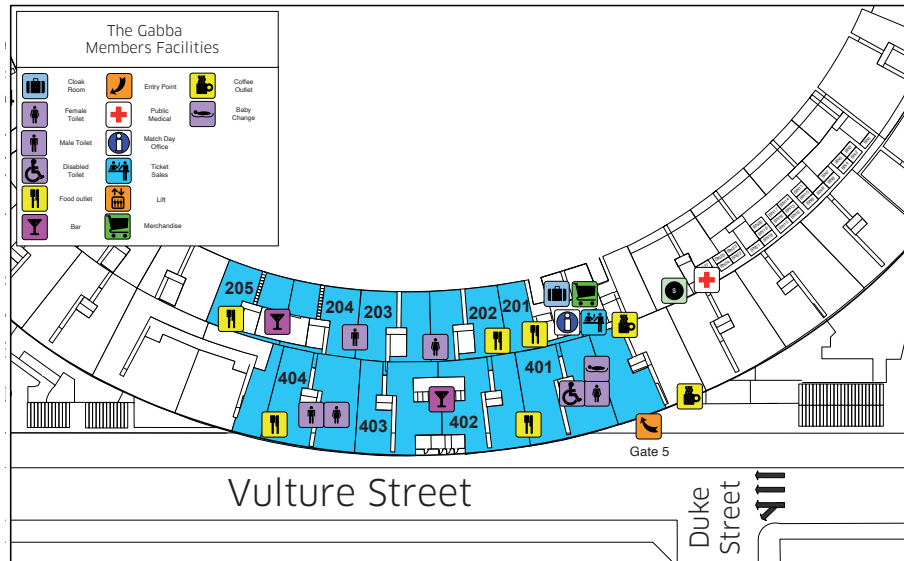 The Gabba
Members Facilities
Cloak
Room
Entry Point
Coffee
Outlet
Female
Toilet
Public
Medical
Baby
Change
Male Toilet
Match Day
Office
Disabled
Toilet
Ticket
Sales
Food outlet
Lift
Bar
Merchandise
205
204
203
202
201
404
403
402
401
S
Gate 5
Vulture Street
Duke
Street